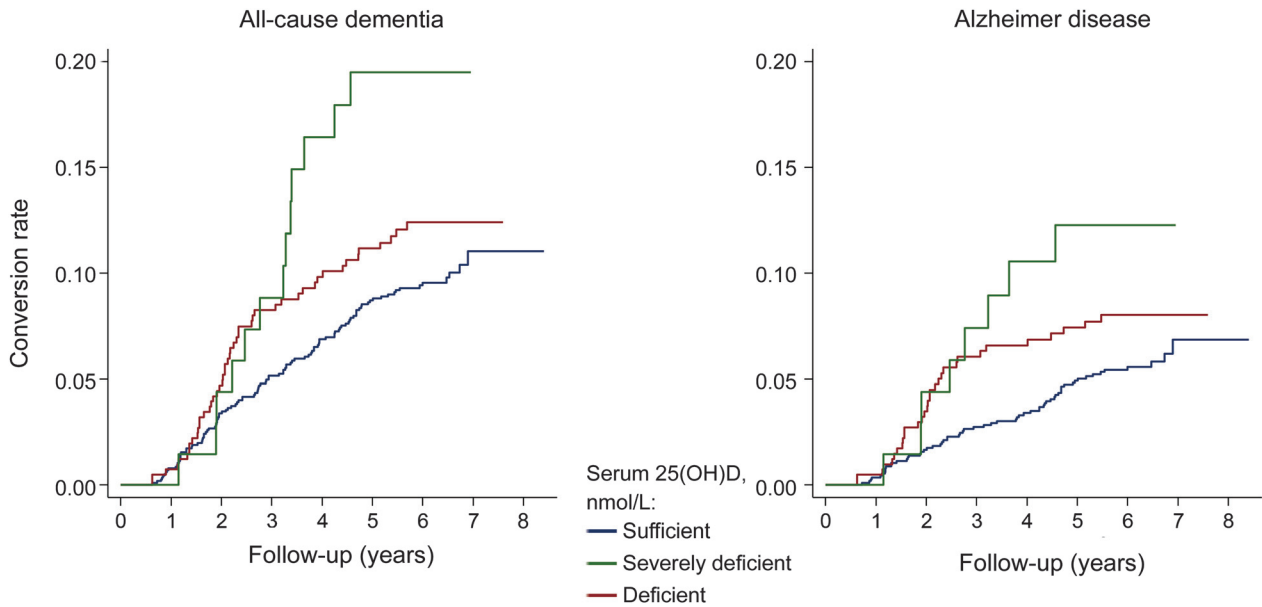 All-cause dementia
Alzheimer disease
Conversion rate
0.20
0.15
0.10
0.05
0.00
0 1 2 3 4 5 6 7 8
Follow-up (years)
Serum 25(OH)D,
nmol/L:
Sufficient
Severely deficient
Deficient
0.20
0.15
0.10
0.05
0.00
0 1 2 3 4 5 6 7 8
Follow-up (years)